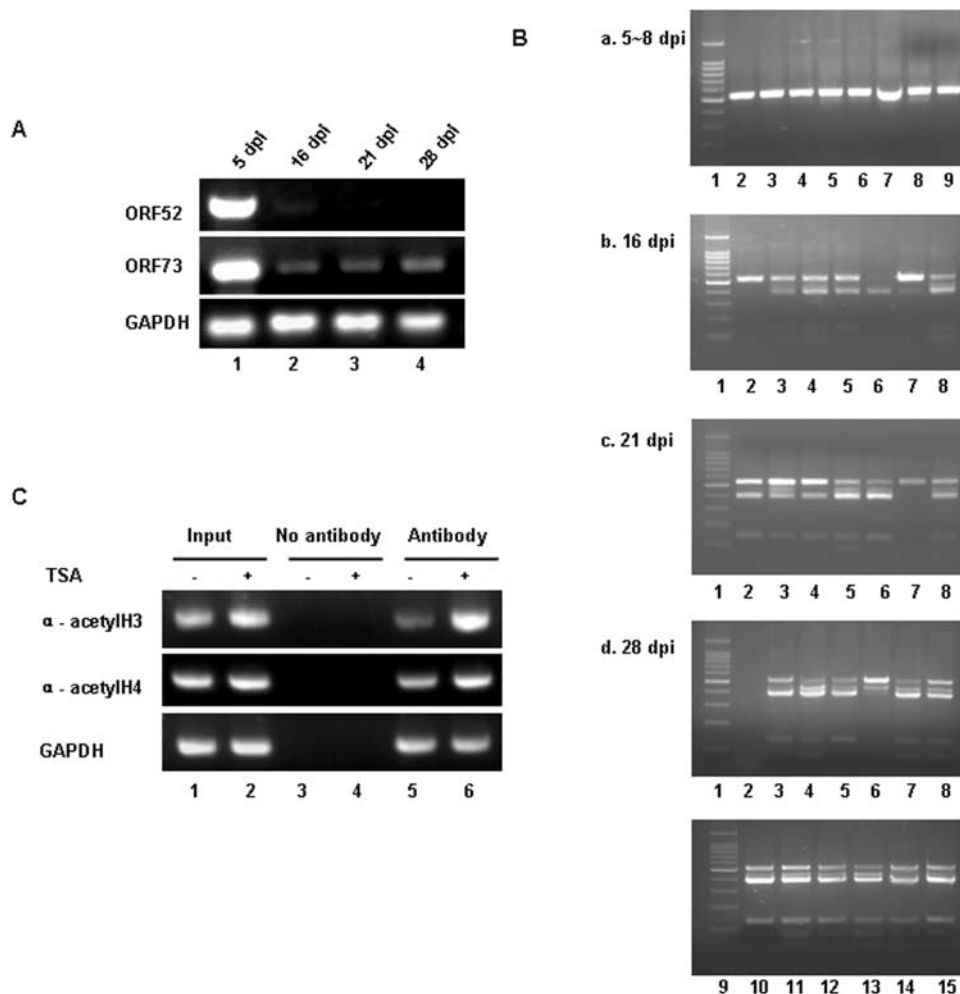 A
5 dpi 16 dpi 21 dpi 28 dpi
ORF52
ORF73
GAPDH
1 2 3 4
B
a. 5~8 dpi
1 2 3 4 5 6 7 8 9
b. 16 dpi
1 2 3 4 5 6 7 8
c. 21 dpi
1 2 3 4 5 6 7 8
d. 28 dpi
1 2 3 4 5 6 7 8
9 10 11 12 13 14 15
C
Input No antibody Antibody
TSA - + - + - +
α - acetylH3
α - acetylH4
GAPDH
1 2 3 4 5 6